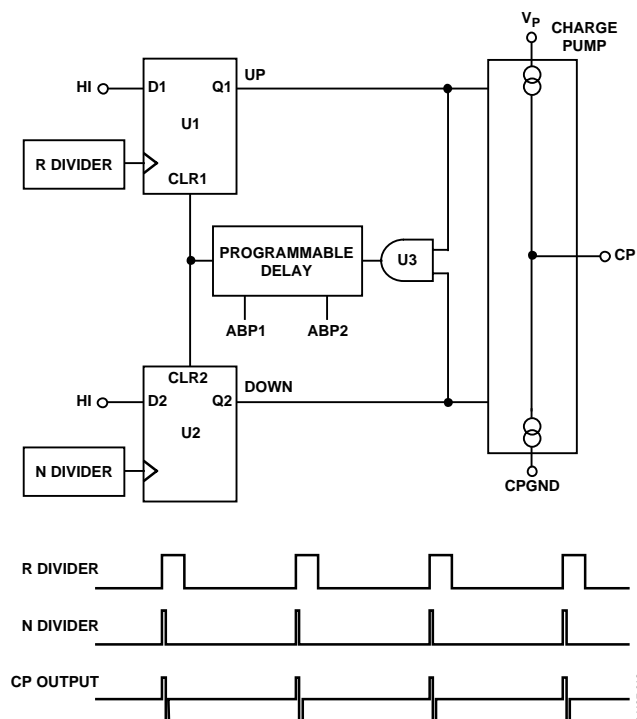 VP
CHARGE
PUMP
UP
HI
D1
Q1
U1
R DIVIDER
CLR1
PROGRAMMABLE
DELAY
U3
CP
ABP1
ABP2
CLR2
DOWN
HI
D2
Q2
U2
N DIVIDER
CPGND
R DIVIDER
N DIVIDER
CP OUTPUT